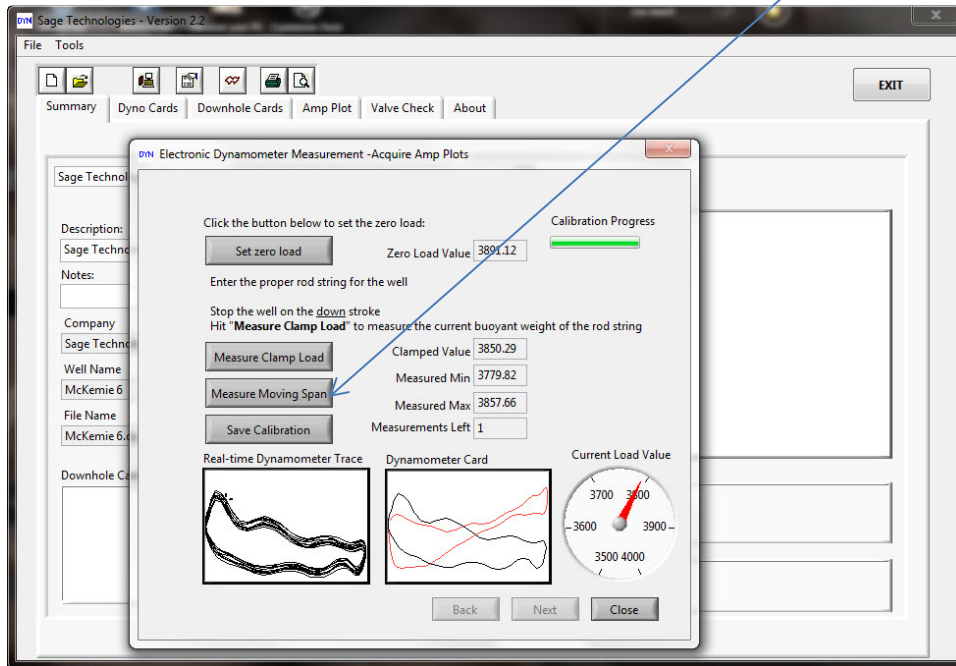 DYN Sage Technologies - Version 2.2
File Tools
EXIT
Summary Dyno Cards Downhole Cards Amp Plot Valve Check About
DYN Electronic Dynamometer Measurement -Acquire Amp Plots
Sage Technol
Description:
Sage Techno
Notes:
Company
Sage Techno
Well Name
McKemie 6
File Name
McKemie 6.
Downhole Ca
Click the button below to set the zero load:
Calibration Progress
Set zero load
Zero Load Value 3891.12
Enter the proper rod string for the well
Stop the well on the down stroke
Hit "Measure Clamp Load" to measure the current buoyant weight of the rod string
Measure Clamp Load
Clamped Value 3850.29
Measure Moving Span
Measured Min 3779.82
Measured Max 3857.66
Save Calibration
Measurements Left 1
Real-time Dynamometer Trace
Dynamometer Card
Current Load Value
3700 3800
3600 3900
3500 4000
Back Next Close